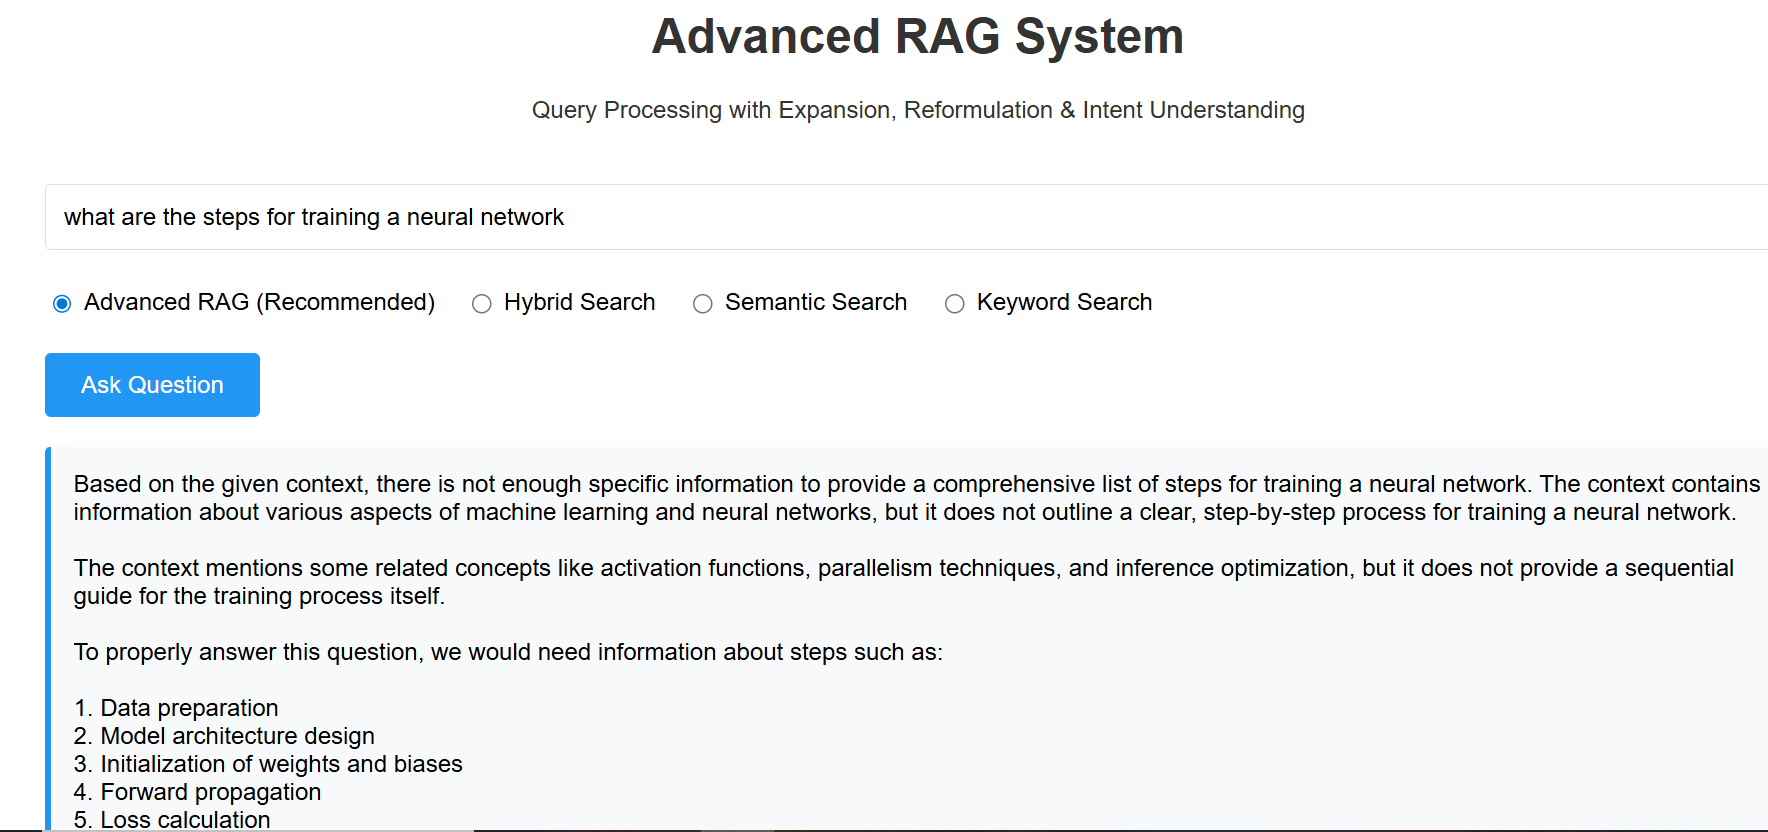 Advanced RAG System
Query Processing with Expansion, Reformulation & Intent Understanding
what are the steps for training a neural network
Advanced RAG (Recommended) Hybrid Search Semantic Search Keyword Search
Ask Question
Based on the given context, there is not enough specific information to provide a comprehensive list of steps for training a neural network. The context contains
information about various aspects of machine learning and neural networks, but it does not outline a clear, step-by-step process for training a neural network.
The context mentions some related concepts like activation functions, parallelism techniques, and inference optimization, but it does not provide a sequential
guide for the training process itself.
To properly answer this question, we would need information about steps such as:
1. Data preparation
2. Model architecture design
3. Initialization of weights and biases
4. Forward propagation
5. Loss calculation